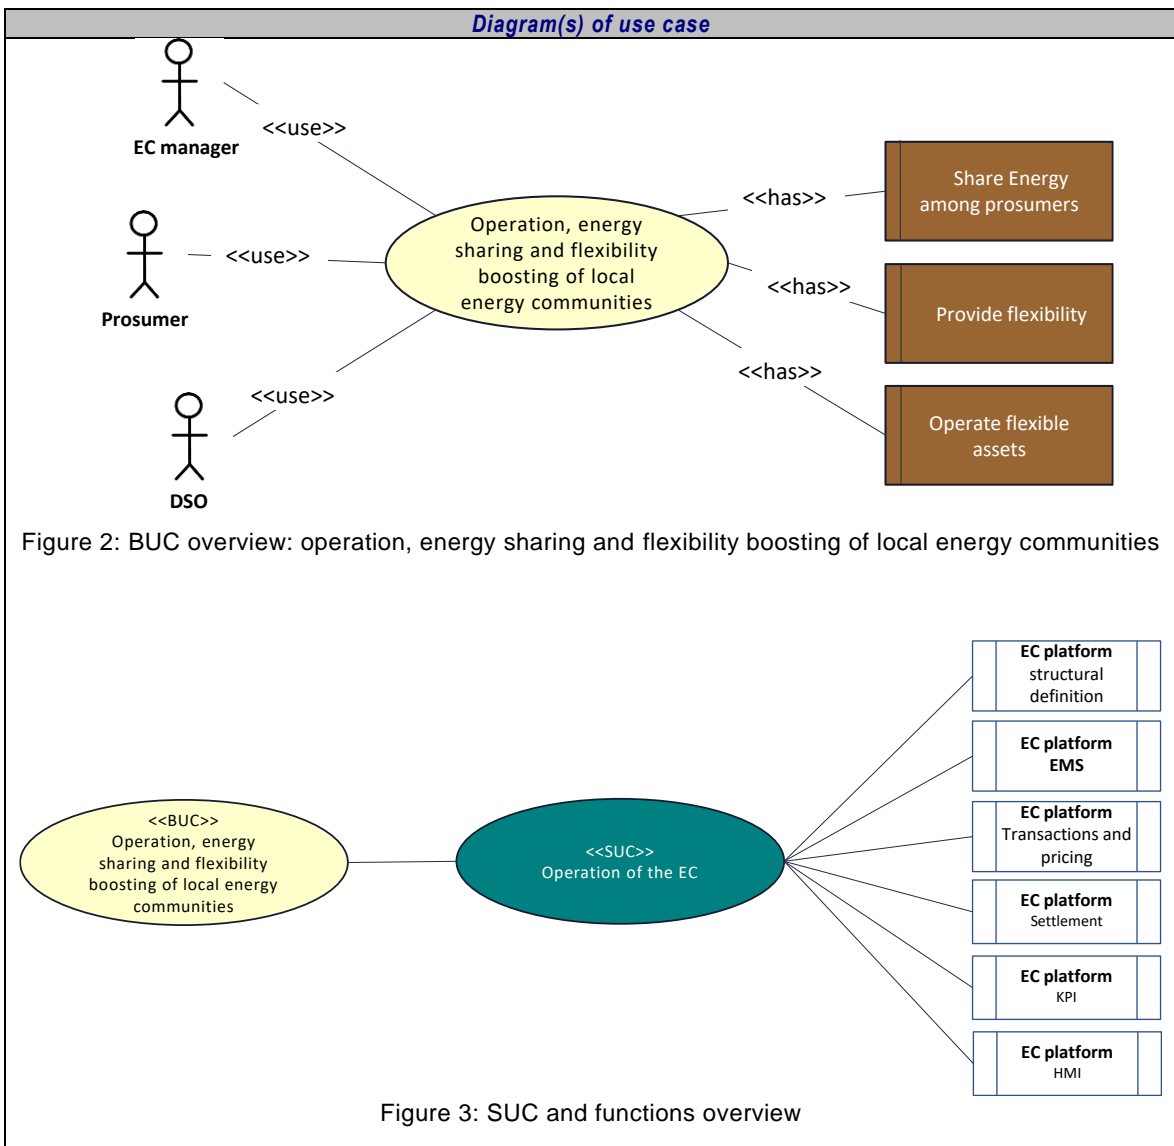 Diagram(s) of use case
EC manager
<<use>>
Prosumer
<<use>>
DSO
<<use>>
Operation, energy
sharing and flexibility
boosting of local
energy communities
<<has>>
<<has>>
<<has>>
Share Energy
among prosumers
Provide flexibility
Operate flexible
assets
Figure 2: BUC overview: operation, energy sharing and flexibility boosting of local energy communities
<<BUC>>
Operation, energy
sharing and flexibility
boosting of local energy
communities
<<SUC>>
Operation of the EC
EC platform
structural
definition
EC platform
EMS
EC platform
Transactions and
pricing
EC platform
Settlement
EC platform
KPI
EC platform
HMI
Figure 3: SUC and functions overview